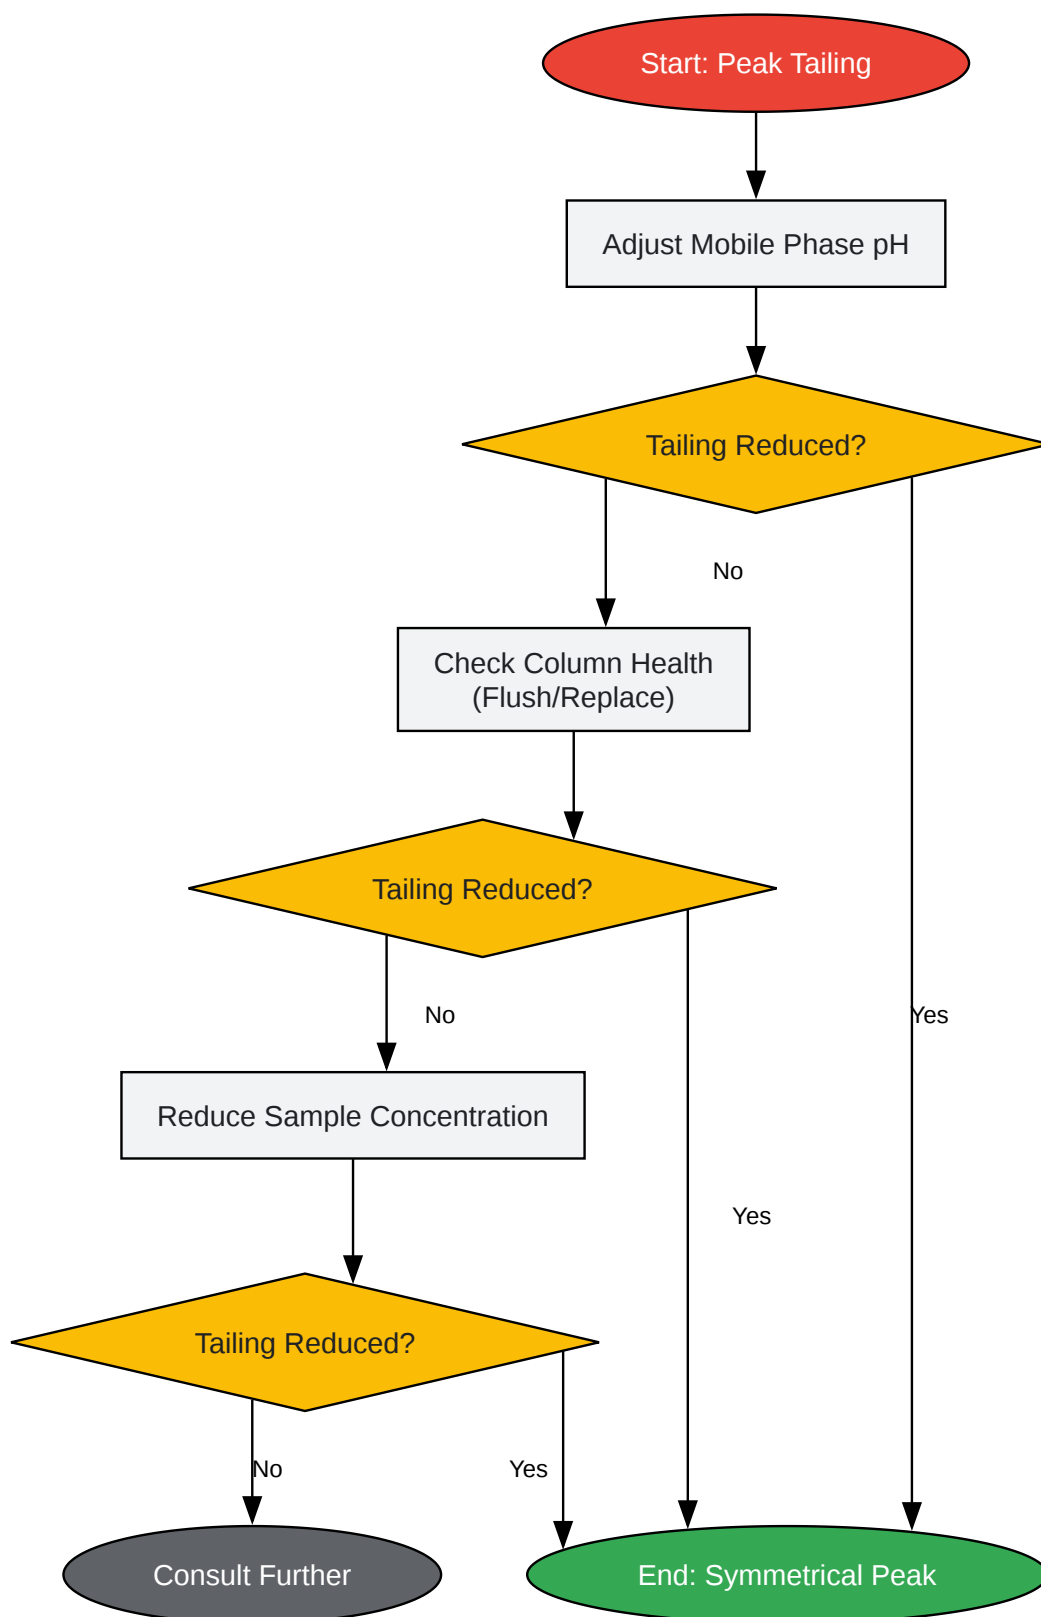 Start: Peak Tailing
Adjust Mobile Phase pH
Tailing Reduced?
No
Check Column Health
(Flush/Replace)
Tailing Reduced?
No
Yes
Reduce Sample Concentration
Yes
Tailing Reduced?
No
Yes
Consult Further
End: Symmetrical Peak